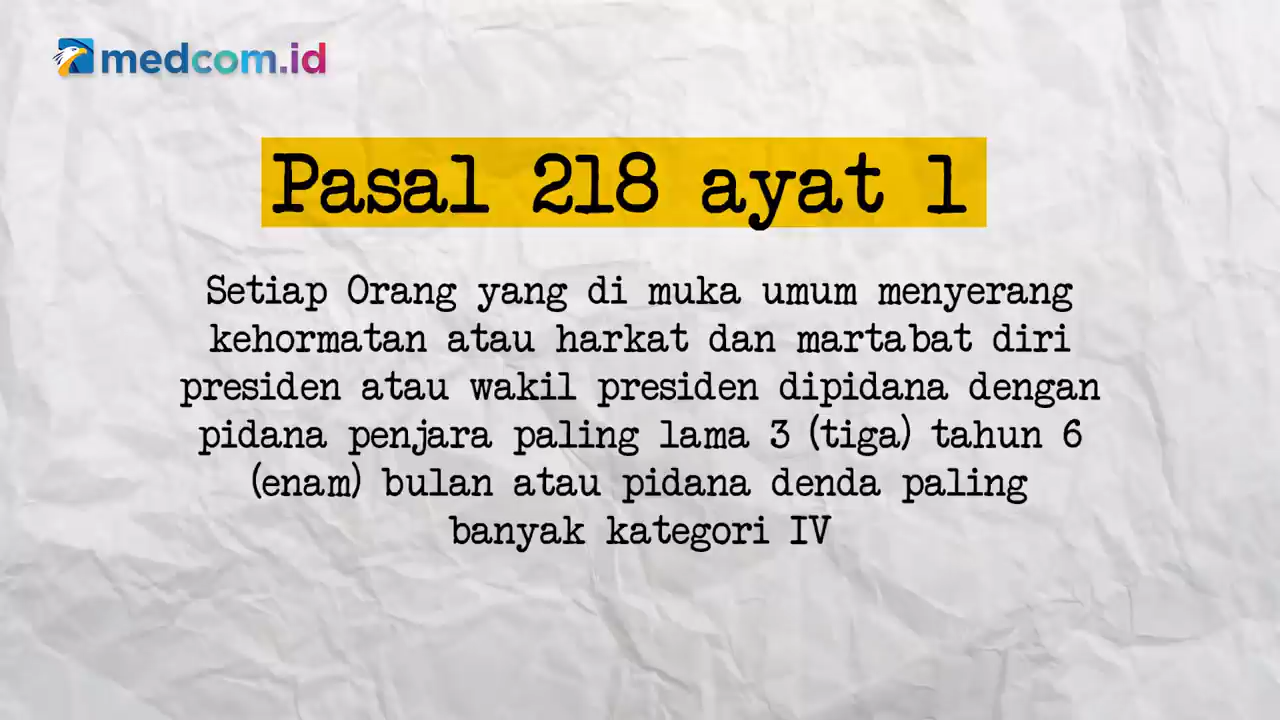 medcom.id
Pasal 218 ayat 1
Setiap Orang yang di muka umum menyerang
kehormatan atau harkat dan martabat diri
presiden atau wakil presiden dipidana dengan
pidana penjara paling lama 3 (tiga) tahun 6
(enam) bulan atau pidana denda paling
banyak kategori IV